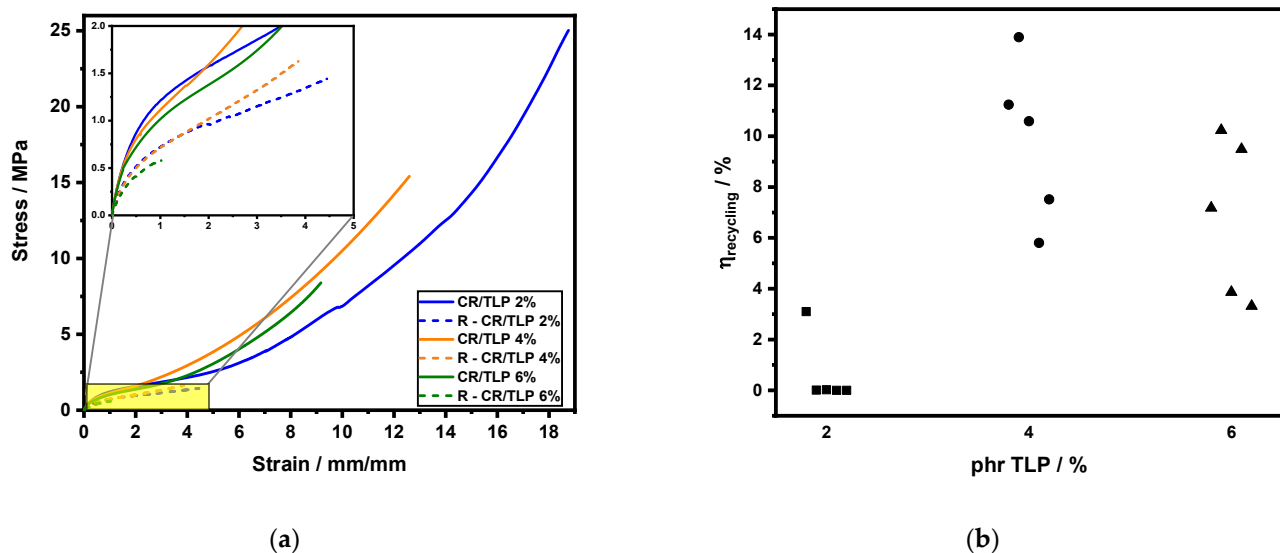 2.0
1.5
1.0
0.5
0.0
0 1 2 3 4 5
25
20
15
10
5
0
Stress / MPa
0 2 4 6 8 10 12 14 16 18
Strain / mm/mm
CR/TLP 2%
R - CR/TLP 2%
CR/TLP 4%
R - CR/TLP 4%
CR/TLP 6%
R - CR/TLP 6%
(a)
14
12
10
8
6
4
2
0
ηrecycling / %
2 4 6
phr TLP / %
(b)